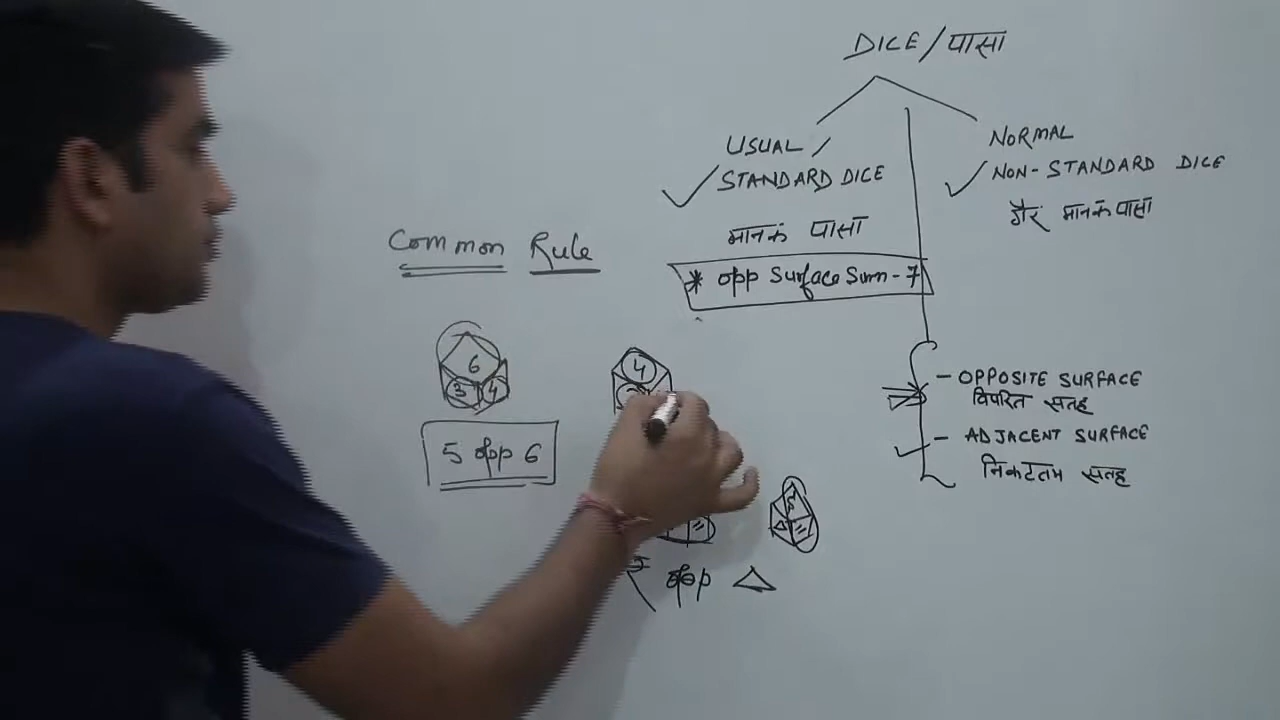 DICE/पासा
USUAL/
STANDARD DICE
मानक पासा
* opp Surface Sum - 7
NORMAL
NON-STANDARD DICE
गैर मानक पासा
Common Rule
6
3 4
4
5 opp 6
- OPPOSITE SURFACE
विपरित सतह
- ADJACENT SURFACE
निकटतम सतह
₹ opp △